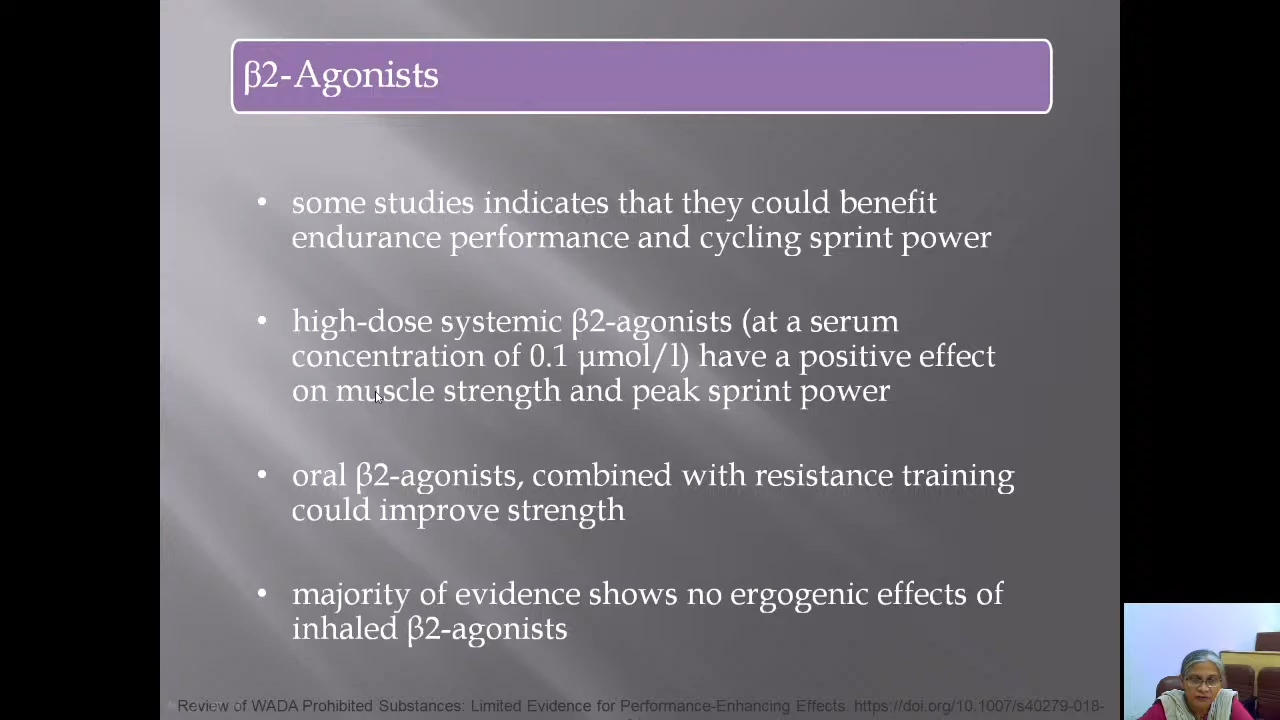 β2-Agonists
• some studies indicates that they could benefit
endurance performance and cycling sprint power
• high-dose systemic β2-agonists (at a serum
concentration of 0.1 μmol/l) have a positive effect
on muscle strength and peak sprint power
• oral β2-agonists, combined with resistance training
could improve strength
• majority of evidence shows no ergogenic effects of
inhaled β2-agonists
Review of WADA Prohibited Substances: Limited Evidence for Performance-Enhancing Effects. https://doi.org/10.1007/s40279-018-